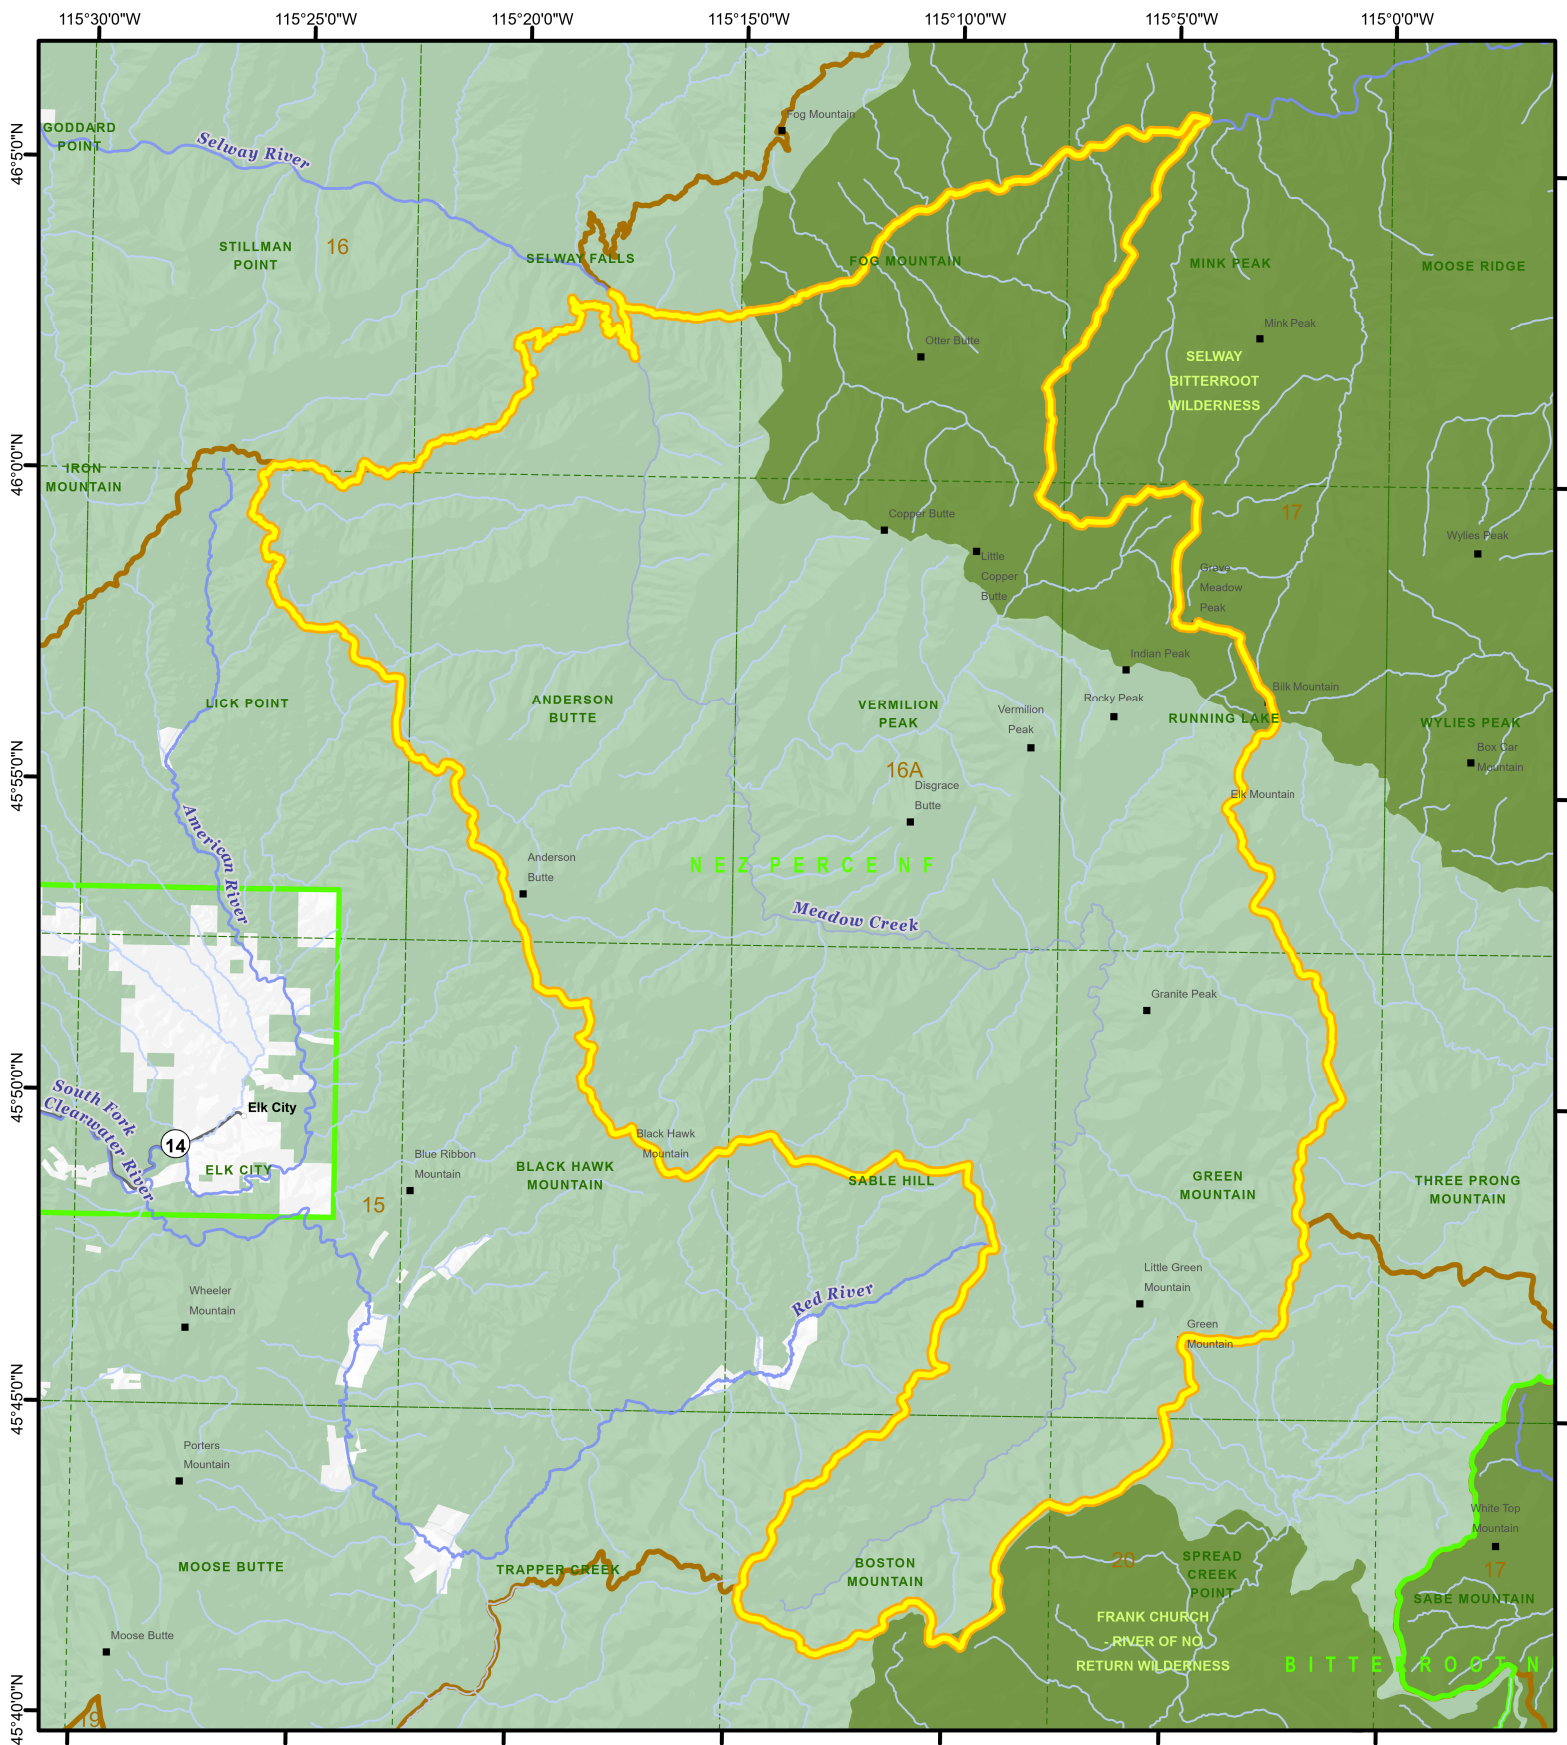 115°30'0"W 115°25'0"W 115°20'0"W 115°15'0"W 115°10'0"W 115°5'0"W 115°0'0"W
46°5'0"N
46°0'0"N
45°55'0"N
45°50'0"N
45°45'0"N
45°40'0"N
Fog Mountain
GODDARD
POINT
Selway River
STILLMAN
POINT
16
SELWAY FALLS
FOG MOUNTAIN
MINK PEAK
MOOSE RIDGE
Mink Peak
Otter Butte
SELWAY
BITTERROOT
WILDERNESS
IRON
MOUNTAIN
Copper Butte
17
Wylies Peak
Little
Copper
Butte
Grave
Meadow
Peak
Indian Peak
Bilk Mountain
Rocky Peak
LICK POINT
ANDERSON
BUTTE
VERMILION
PEAK
Vermilion
Peak
RUNNING LAKE
WYLIES PEAK
Box Car
Mountain
16A
Disgrace
Butte
Elk Mountain
American River
Anderson
Butte
NEZ PERCE NF
Meadow Creek
Granite Peak
South Fork
Clearwater River
Elk City
14
ELK CITY
Black Hawk
Mountain
Blue Ribbon
Mountain
BLACK HAWK
MOUNTAIN
SABLE HILL
GREEN
MOUNTAIN
THREE PRONG
MOUNTAIN
15
Wheeler
Mountain
Red River
Little Green
Mountain
Green
Mountain
Porters
Mountain
White Top
Mountain
MOOSE BUTTE
TRAPPER CREEK
BOSTON
MOUNTAIN
20
SPREAD
CREEK
POINT
17
SABE MOUNTAIN
FRANK CHURCH
- RIVER OF NO
RETURN WILDERNESS
Moose Butte
BITTERROOT N
19